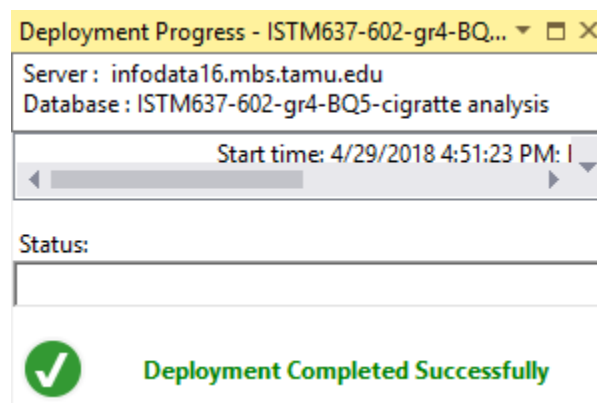 Deployment Progress - ISTM637-602-gr4-BQ...
Server : infodata16.mbs.tamu.edu
Database : ISTM637-602-gr4-BQ5-cigratte analysis
Start time: 4/29/2018 4:51:23 PM:
Status:
Deployment Completed Successfully